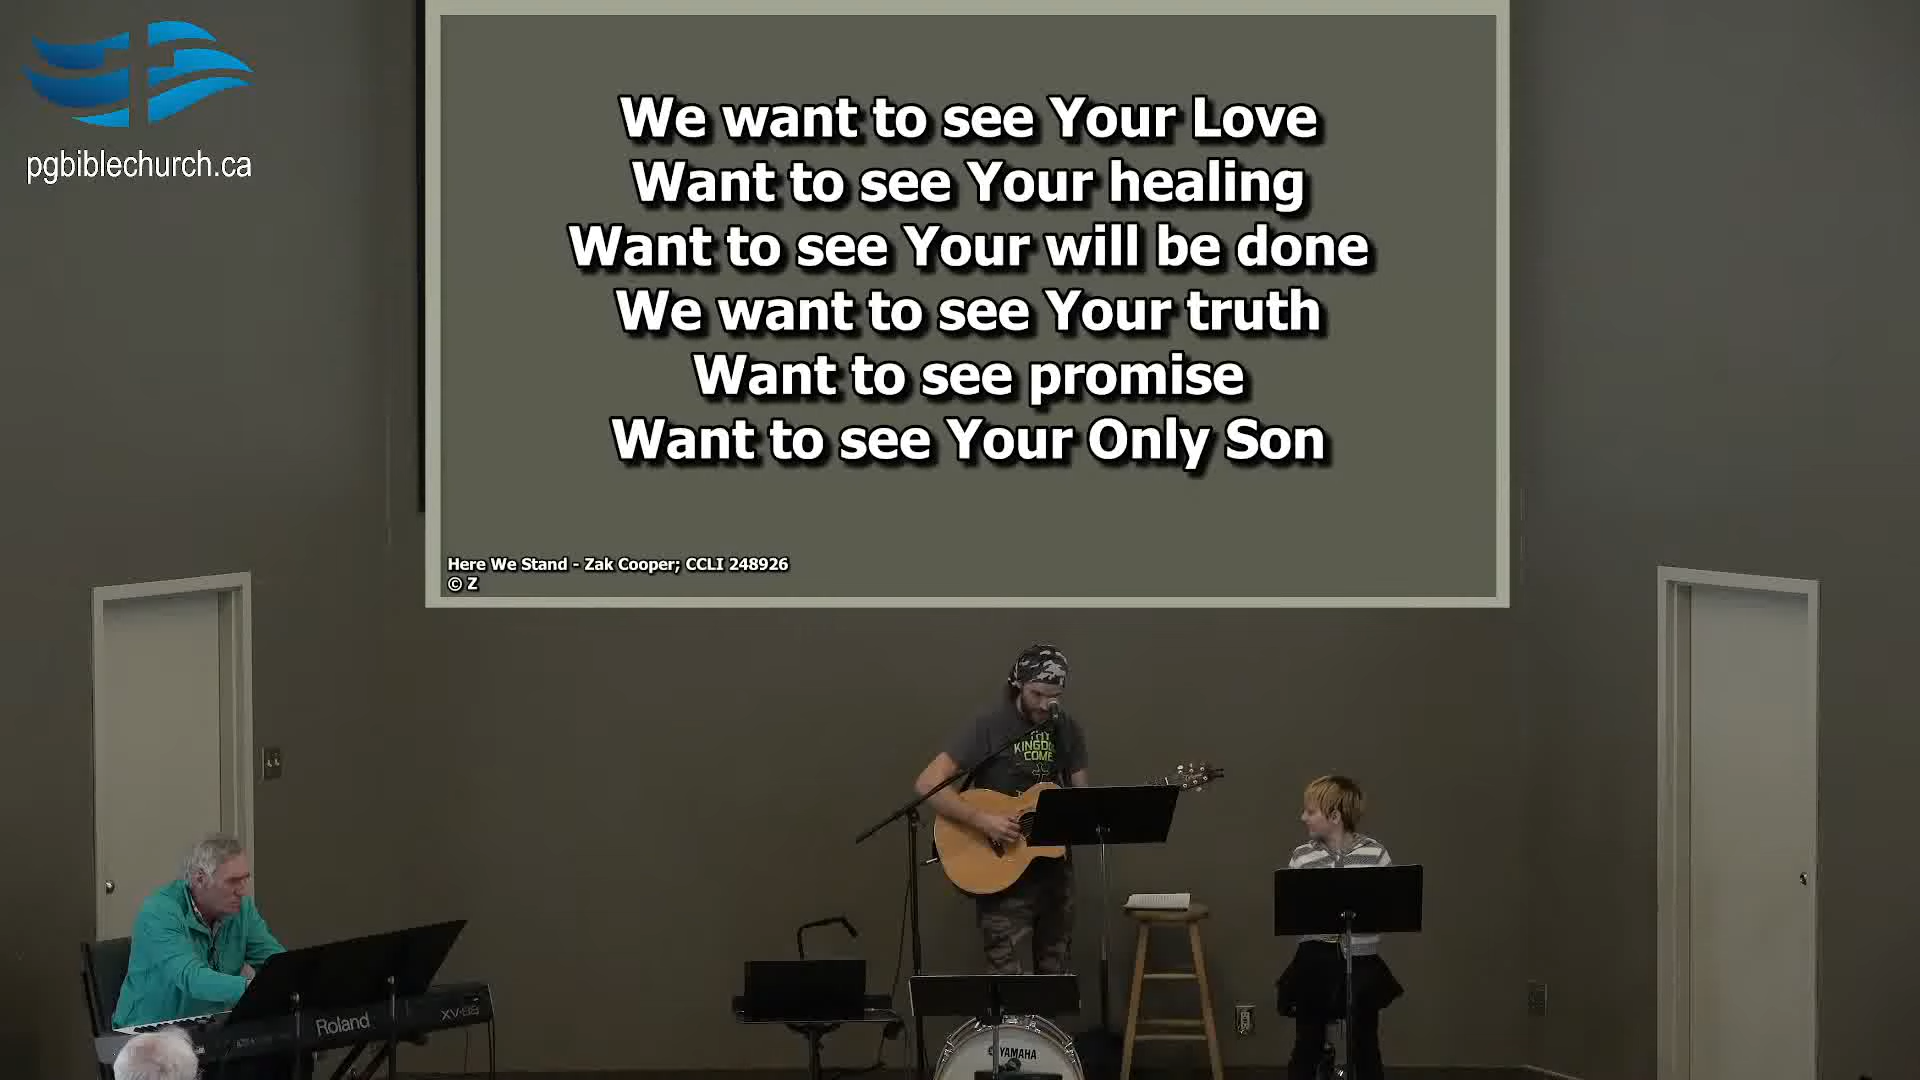 pgbiblechurch.ca
We want to see Your Love
Want to see Your healing
Want to see Your will be done
We want to see Your truth
Want to see promise
Want to see Your Only Son
Here We Stand - Zak Cooper; CCLI 248926
© Z
KINGDO
COME
Roland
XV-88
YAMAHA